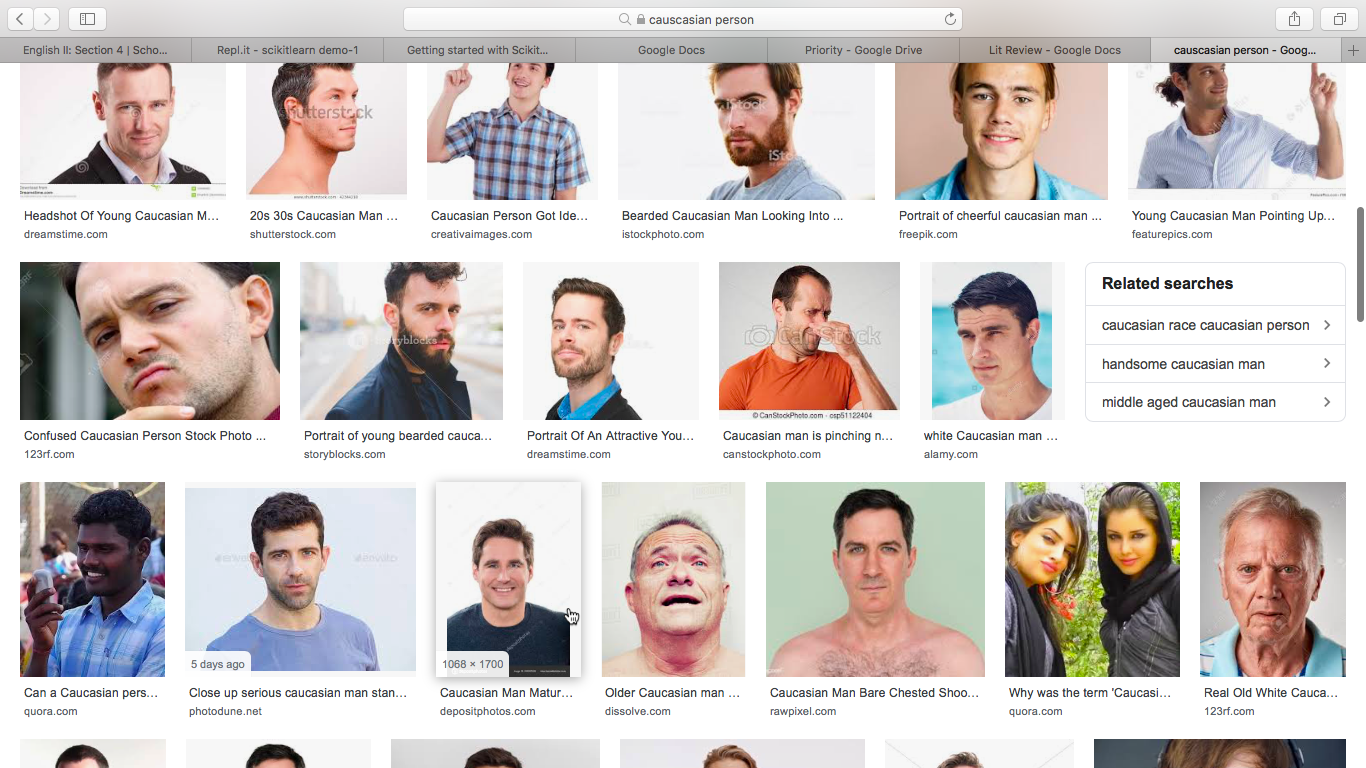 causcasian person
English II: Section 4 | Scho...
Repl.it - scikitlearn demo-1
Getting started with Scikit...
Google Docs
Priority - Google Drive
Lit Review - Google Docs
causcasian person - Goog...
shutterstock
iStock
Headshot Of Young Caucasian M...
dreamstime.com
20s 30s Caucasian Man ...
shutterstock.com
Caucasian Person Got Ide...
creativaimages.com
Bearded Caucasian Man Looking Into ...
istockphoto.com
Portrait of cheerful caucasian man ...
freepik.com
Young Caucasian Man Pointing Up...
featurepics.com
storyblocks
CanStock
© CanStockPhoto.com - csp51122404
Confused Caucasian Person Stock Photo ...
123rf.com
Portrait of young bearded cauca...
storyblocks.com
Portrait Of An Attractive You...
dreamstime.com
Caucasian man is pinching n...
canstockphoto.com
white Caucasian man ...
alamy.com
Related searches
caucasian race caucasian person
handsome caucasian man
middle aged caucasian man
5 days ago
1068 × 1700
Can a Caucasian pers...
quora.com
Close up serious caucasian man stan...
photodune.net
Caucasian Man Matur...
depositphotos.com
Older Caucasian man ...
dissolve.com
Caucasian Man Bare Chested Shoo...
rawpixel.com
Why was the term 'Caucasi...
quora.com
Real Old White Cauca...
123rf.com